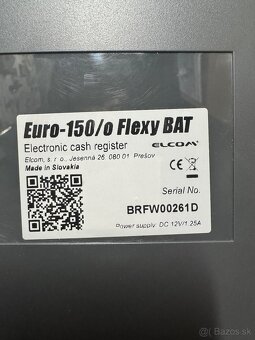 Euro-150/o Flexy BAT
Electronic cash register
ELCOM
Elcom, s. r. o., Jesenná 26, 080 01 Prešov
Made in Slovakia
CE
Serial No.
BRFW00261D
Power supply: DC 12V/1.25A
Bazos.sk